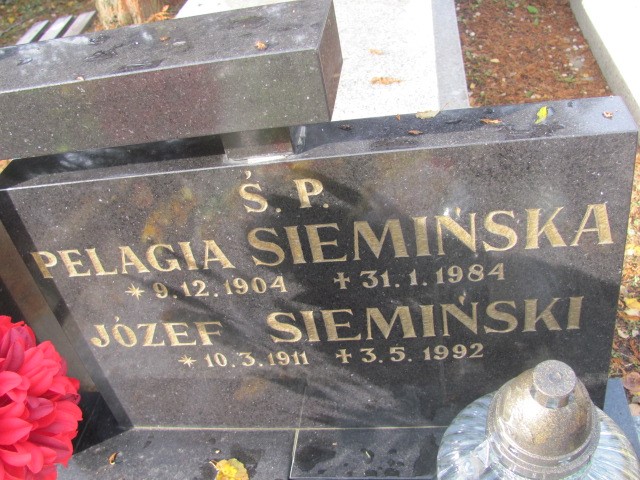 Ś. P.
PELAGIA SIEMIŃSKA
* 9.12.1904 ✝ 31.1.1984
JÓZEF SIEMIŃSKI
* 10.3.1911 ✝ 3.5.1992